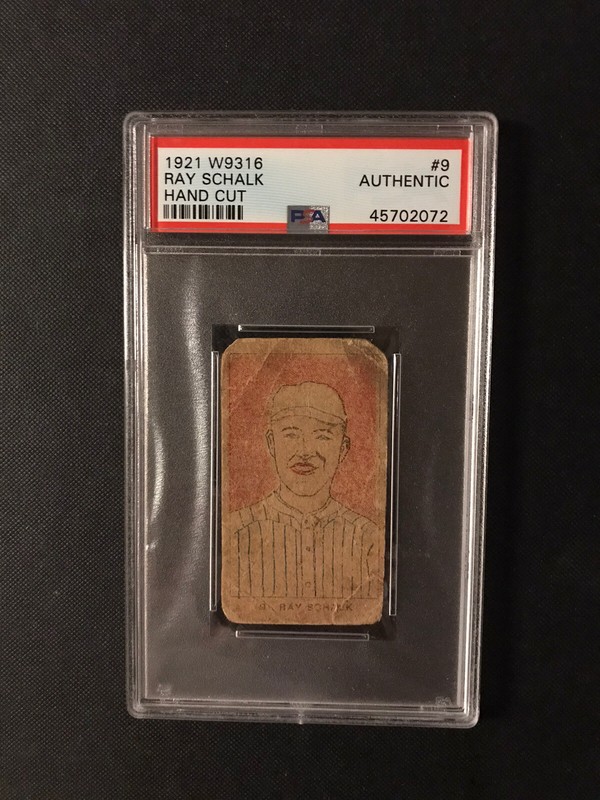 1921 W9316
RAY SCHALK
HAND CUT
#9
AUTHENTIC
PSA
45702072
RAY SCHALK